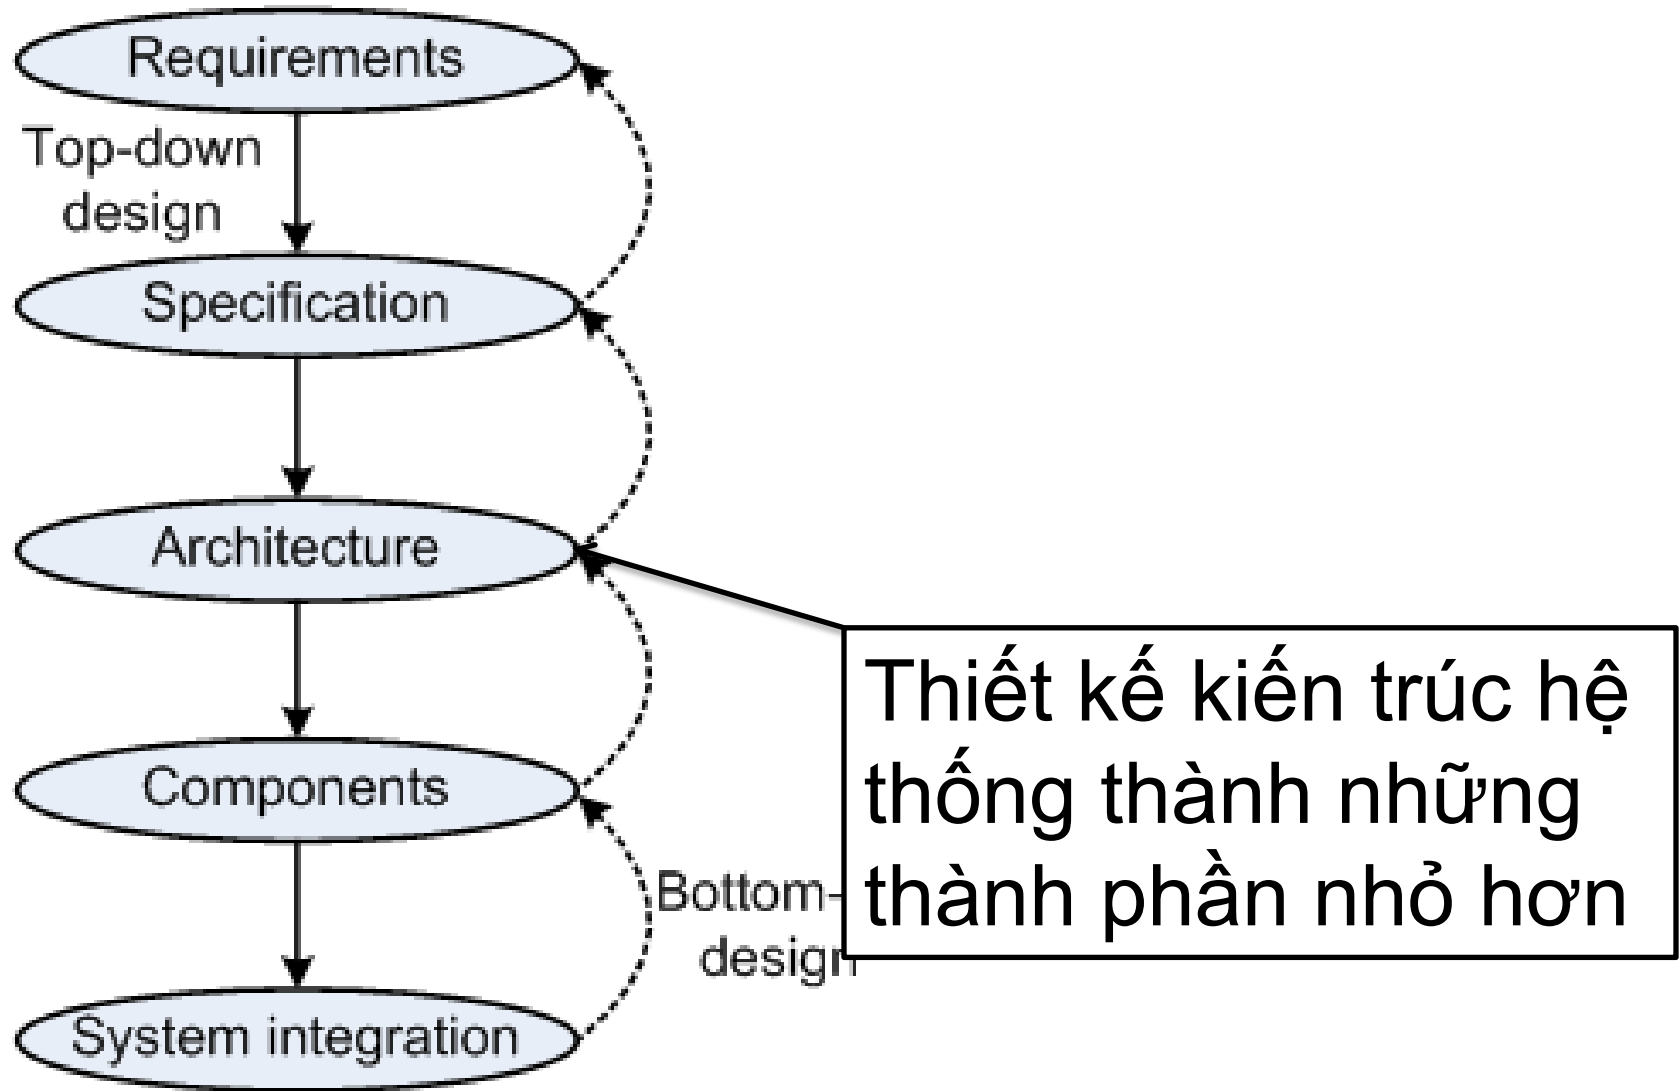 Requirements
Top-down
design
Specification
Architecture
Thiết kế kiến trúc hệ
thống thành những
thành phần nhỏ hơn
Components
Bottom-
design
System integration